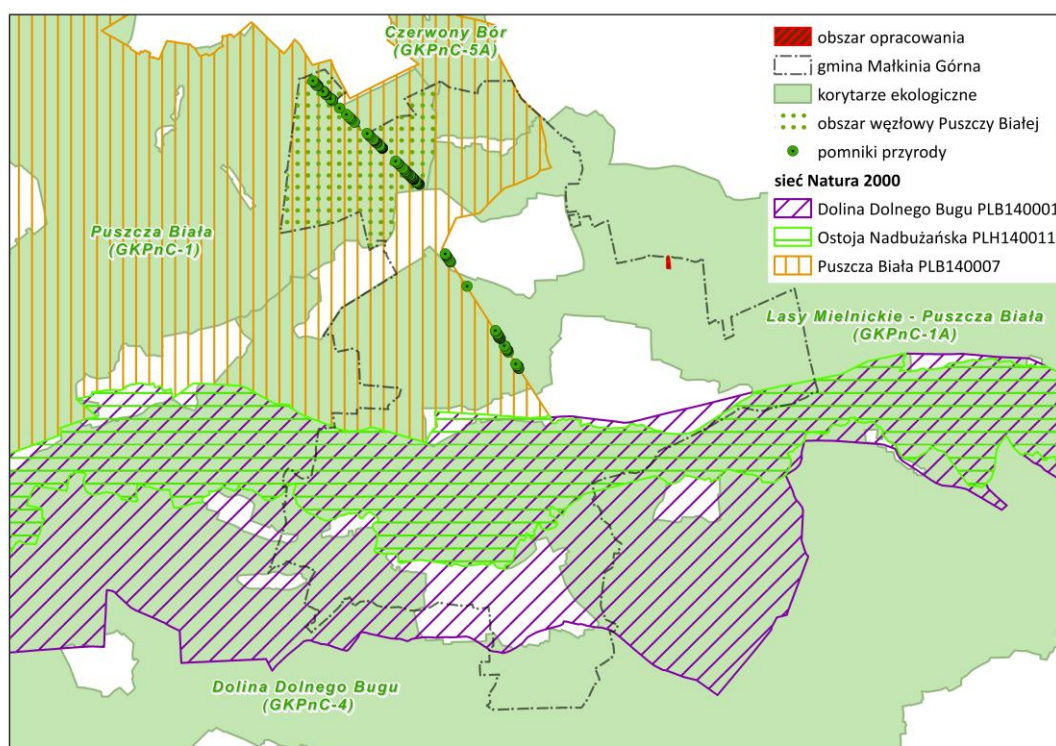 Czerwony Bór
(GKPnC-5A)
obszar opracowania
gmina Małkinia Górna
korytarze ekologiczne
obszar węzłowy Puszczy Białej
pomniki przyrody
sieć Natura 2000
Dolina Dolnego Bugu PLB140001
Ostoja Nadbużańska PLH140011
Puszcza Biała PLB140007
Puszcza Biała
(GKPnC-1)
Lasy Mielnickie - Puszcza Biała
(GKPnC-1A)
Dolina Dolnego Bugu
(GKPnC-4)